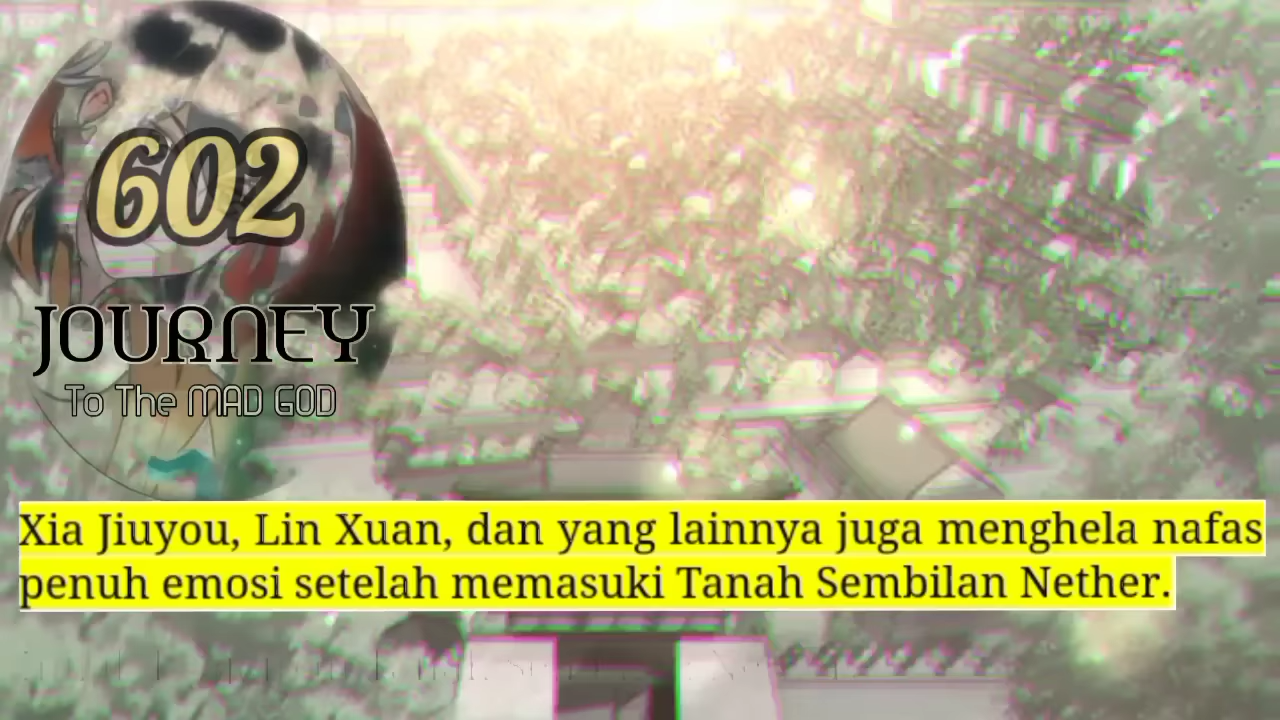 602
JOURNEY
To The MAD GOD
Xia Jiuyou, Lin Xuan, dan yang lainnya juga menghela nafas
penuh emosi setelah memasuki Tanah Sembilan Nether.